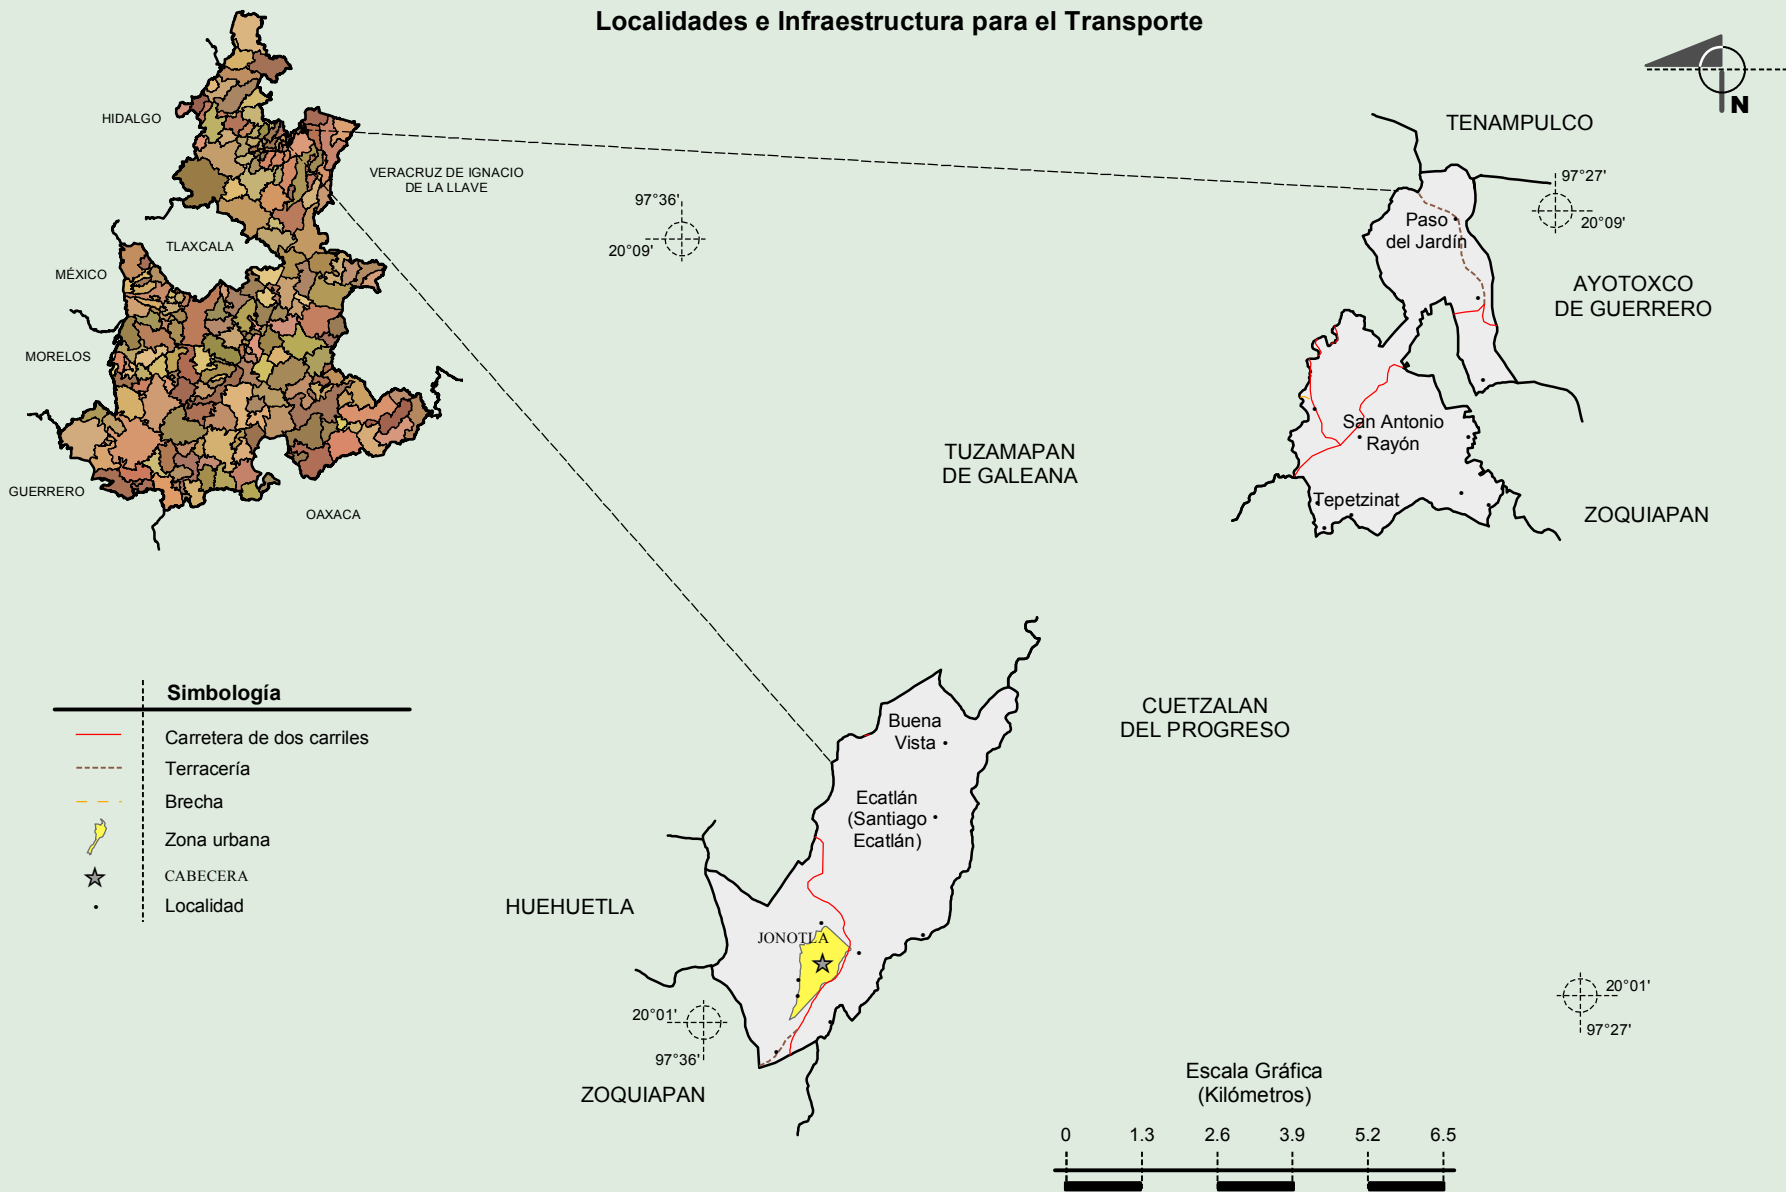 Localidades e Infraestructura para el Transporte
N
HIDALGO
VERACRUZ DE IGNACIO
DE LA LLAVE
TLAXCALA
MÉXICO
MORELOS
GUERRERO
OAXACA
97°36'
20°09'
TENAMPULCO
97°27'
20°09'
Paso
del Jardín
AYOTOXCO
DE GUERRERO
TUZAMAPAN
DE GALEANA
San Antonio
Rayón
Tepetzinat
ZOQUIAPAN
Simbología
Carretera de dos carriles
Terracería
Brecha
Zona urbana
CABECERA
Localidad
Buena
Vista
CUETZALAN
DEL PROGRESO
Ecatlán
(Santiago
Ecatlán)
HUEHUETLA
JONOTLA
20°01'
97°36'
ZOQUIAPAN
20°01'
97°27'
Escala Gráfica
(Kilómetros)
0 1.3 2.6 3.9 5.2 6.5